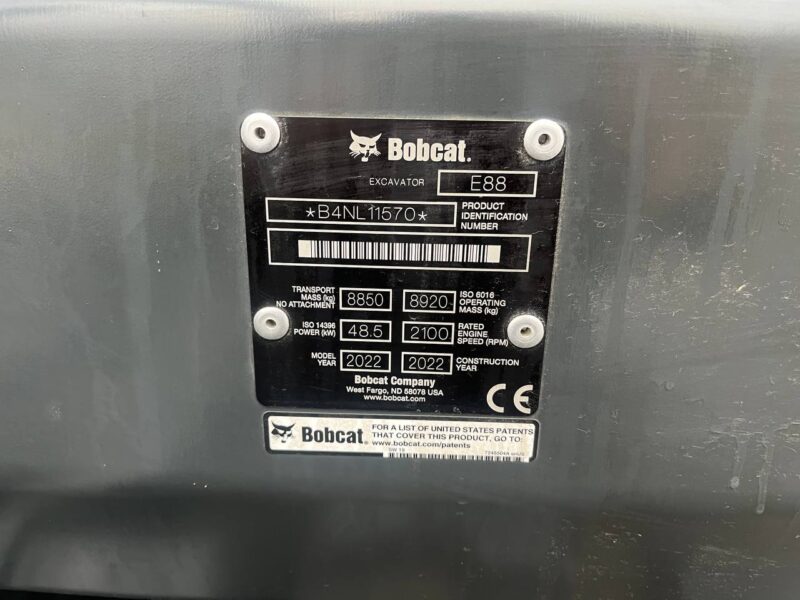 Bobcat.
EXCAVATOR E88
*B4NL11570* PRODUCT
IDENTIFICATION
NUMBER
TRANSPORT
MASS (kg)
NO ATTACHMENT
8850 8920
ISO 6016
OPERATING
MASS (kg)
ISO 14396
POWER (kW)
48.5 2100
RATED
ENGINE
SPEED (RPM)
MODEL
YEAR
2022 2022
CONSTRUCTION
YEAR
Bobcat Company
West Fargo, ND 58078 USA
www.bobcat.com
CE
Bobcat.
FOR A LIST OF UNITED STATES PATENTS
THAT COVER THIS PRODUCT, GO TO:
www.bobcat.com/patents